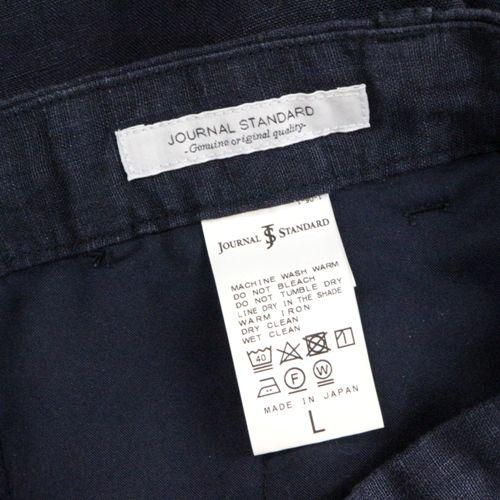 JOURNAL STANDARD
-Genuine original quality-
JOURNAL JS STANDARD
MACHINE WASH WARM
DO NOT BLEACH
DO NOT TUMBLE DRY
LINE DRY IN THE SHADE
WARM IRON
DRY CLEAN
WET CLEAN
40
F W
MADE IN JAPAN
L